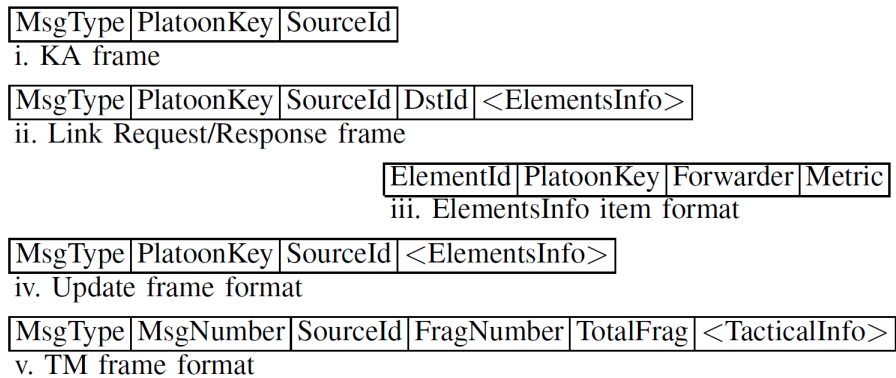 MsgType PlatoonKey SourceId
i. KA frame
MsgType PlatoonKey SourceId DstId <ElementsInfo>
ii. Link Request/Response frame
ElementId PlatoonKey Forwarder Metric
iii. ElementsInfo item format
MsgType PlatoonKey SourceId <ElementsInfo>
iv. Update frame format
MsgType MsgNumber SourceId FragNumber TotalFrag <TacticalInfo>
v. TM frame format